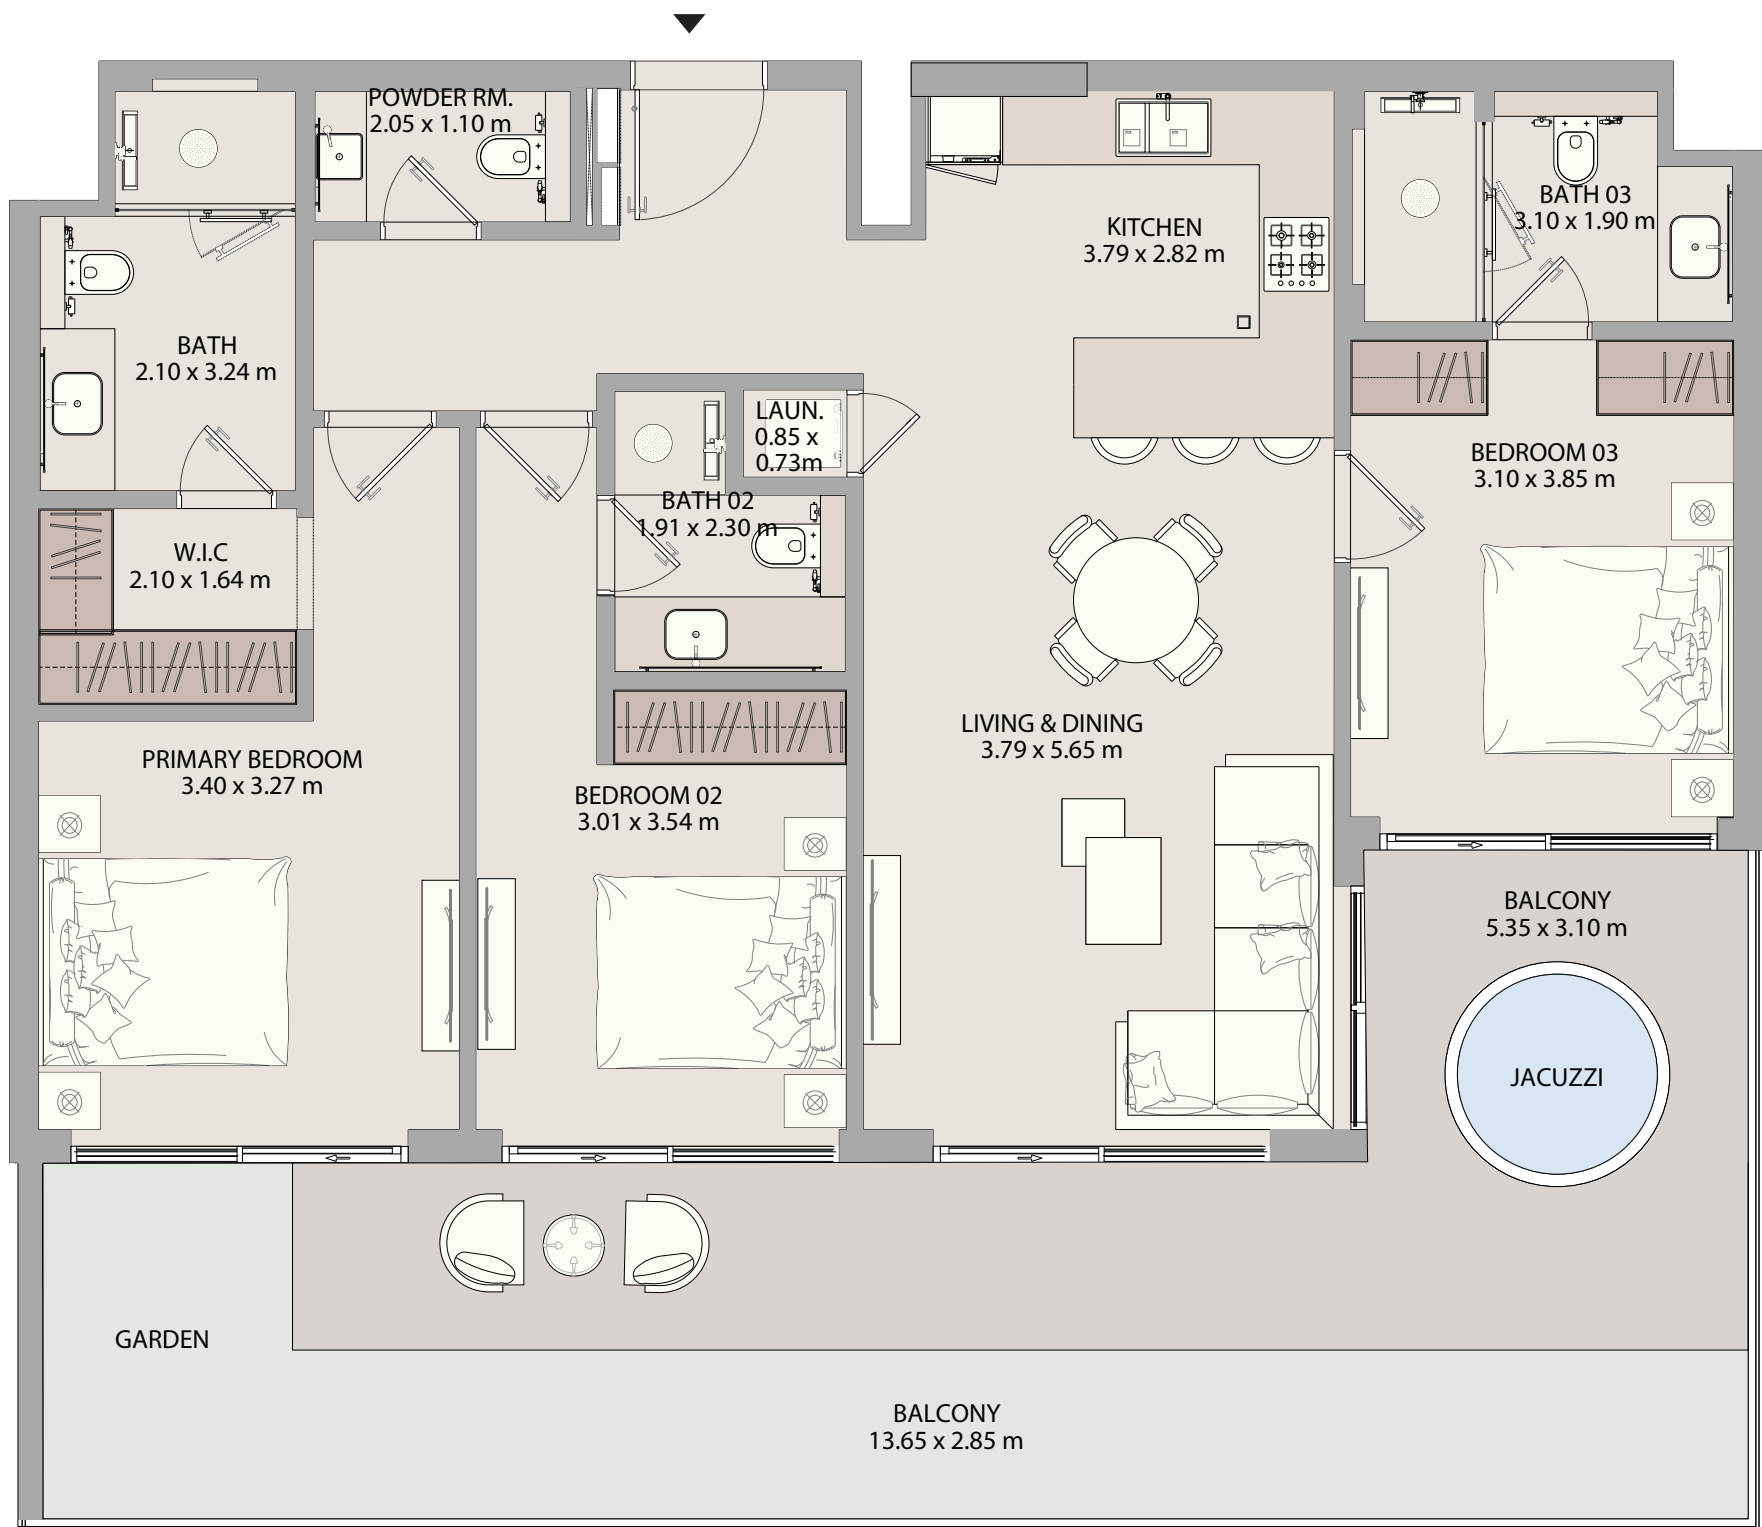 POWDER RM.
2.05 x 1.10 m
KITCHEN
3.79 x 2.82 m
BATH 03
3.10 x 1.90 m
BATH
2.10 x 3.24 m
LAUN.
0.85 x
0.73m
BEDROOM 03
3.10 x 3.85 m
BATH 02
1.91 x 2.30 m
W.I.C
2.10 x 1.64 m
LIVING & DINING
3.79 x 5.65 m
PRIMARY BEDROOM
3.40 x 3.27 m
BEDROOM 02
3.01 x 3.54 m
BALCONY
5.35 x 3.10 m
JACUZZI
GARDEN
BALCONY
13.65 x 2.85 m